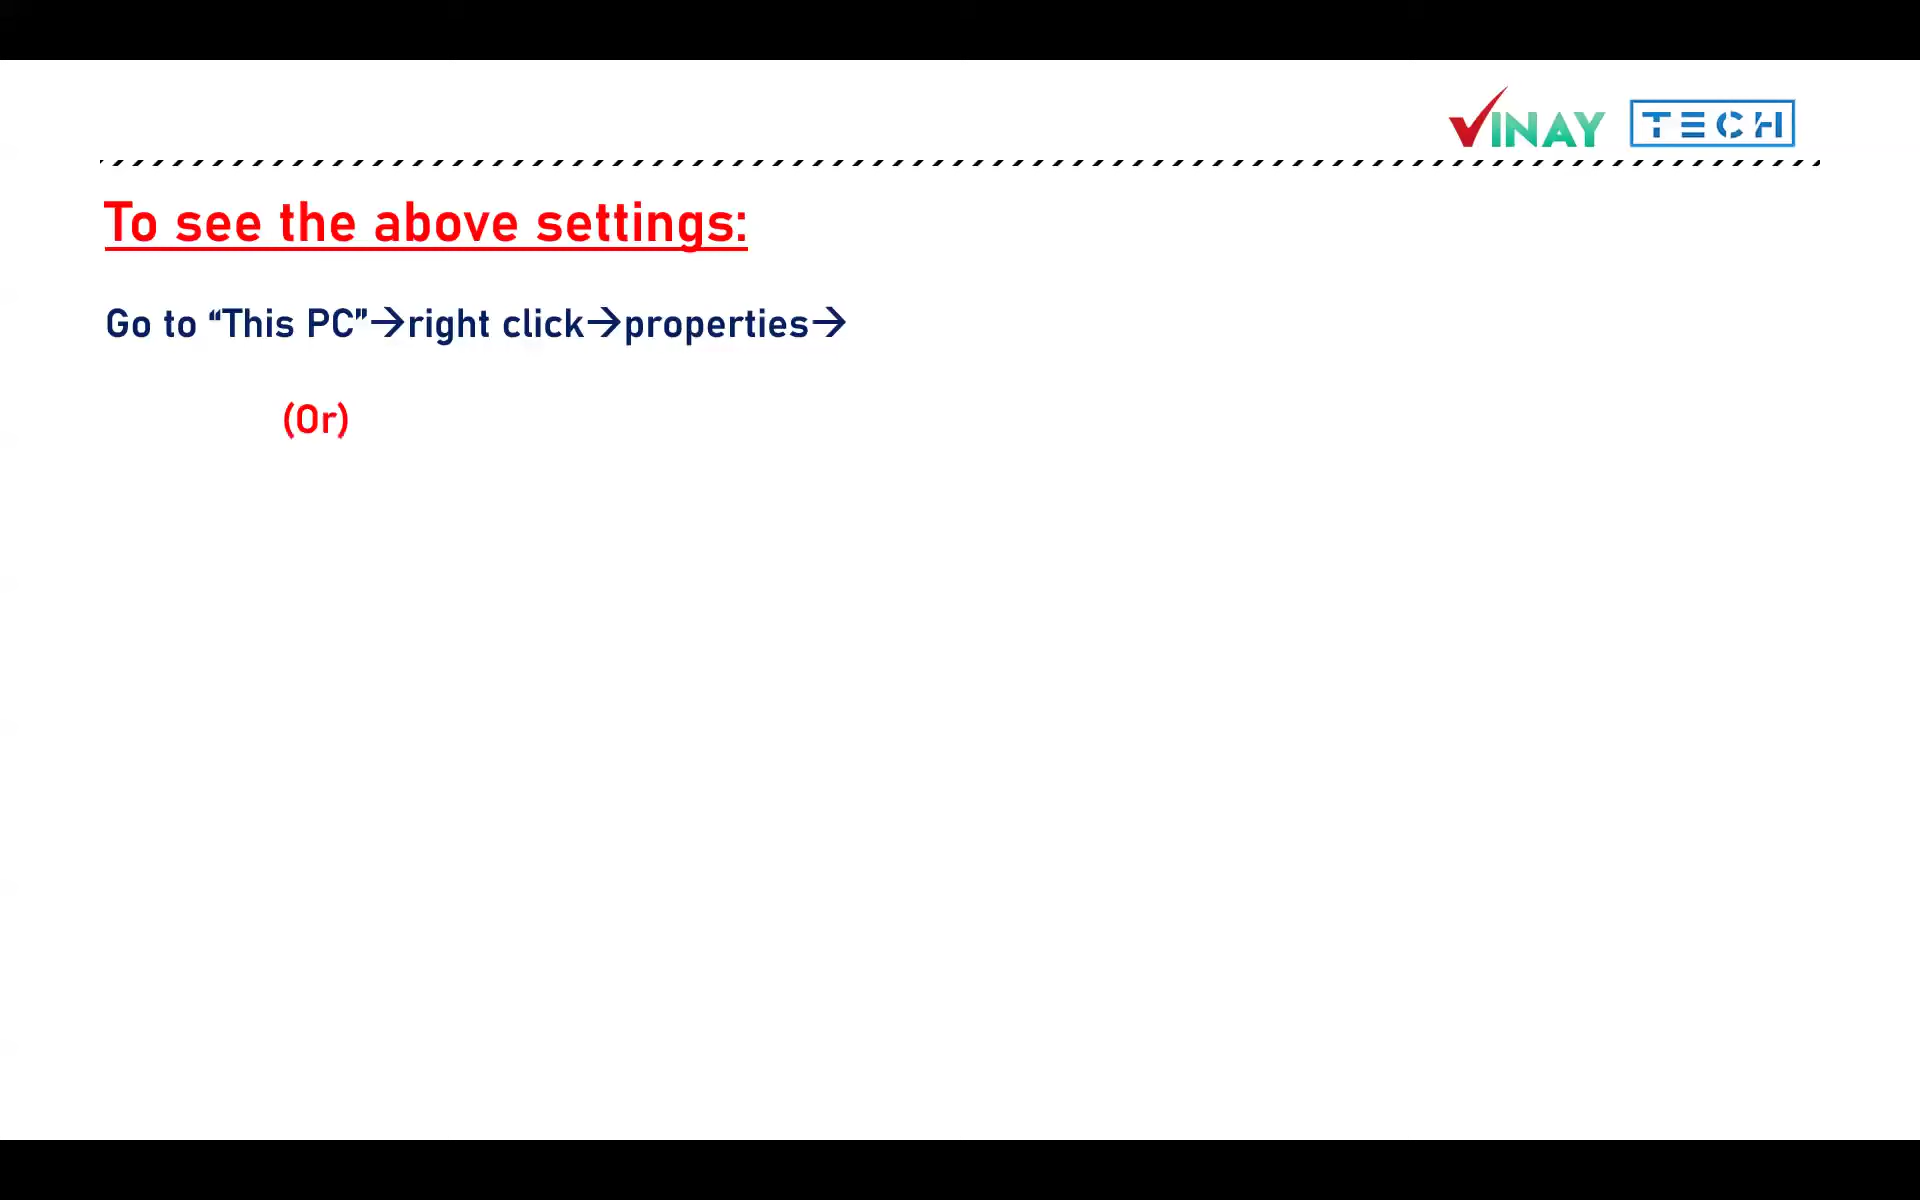 VINAY TECH
To see the above settings:
Go to “This PC”→right click→properties→
(Or)